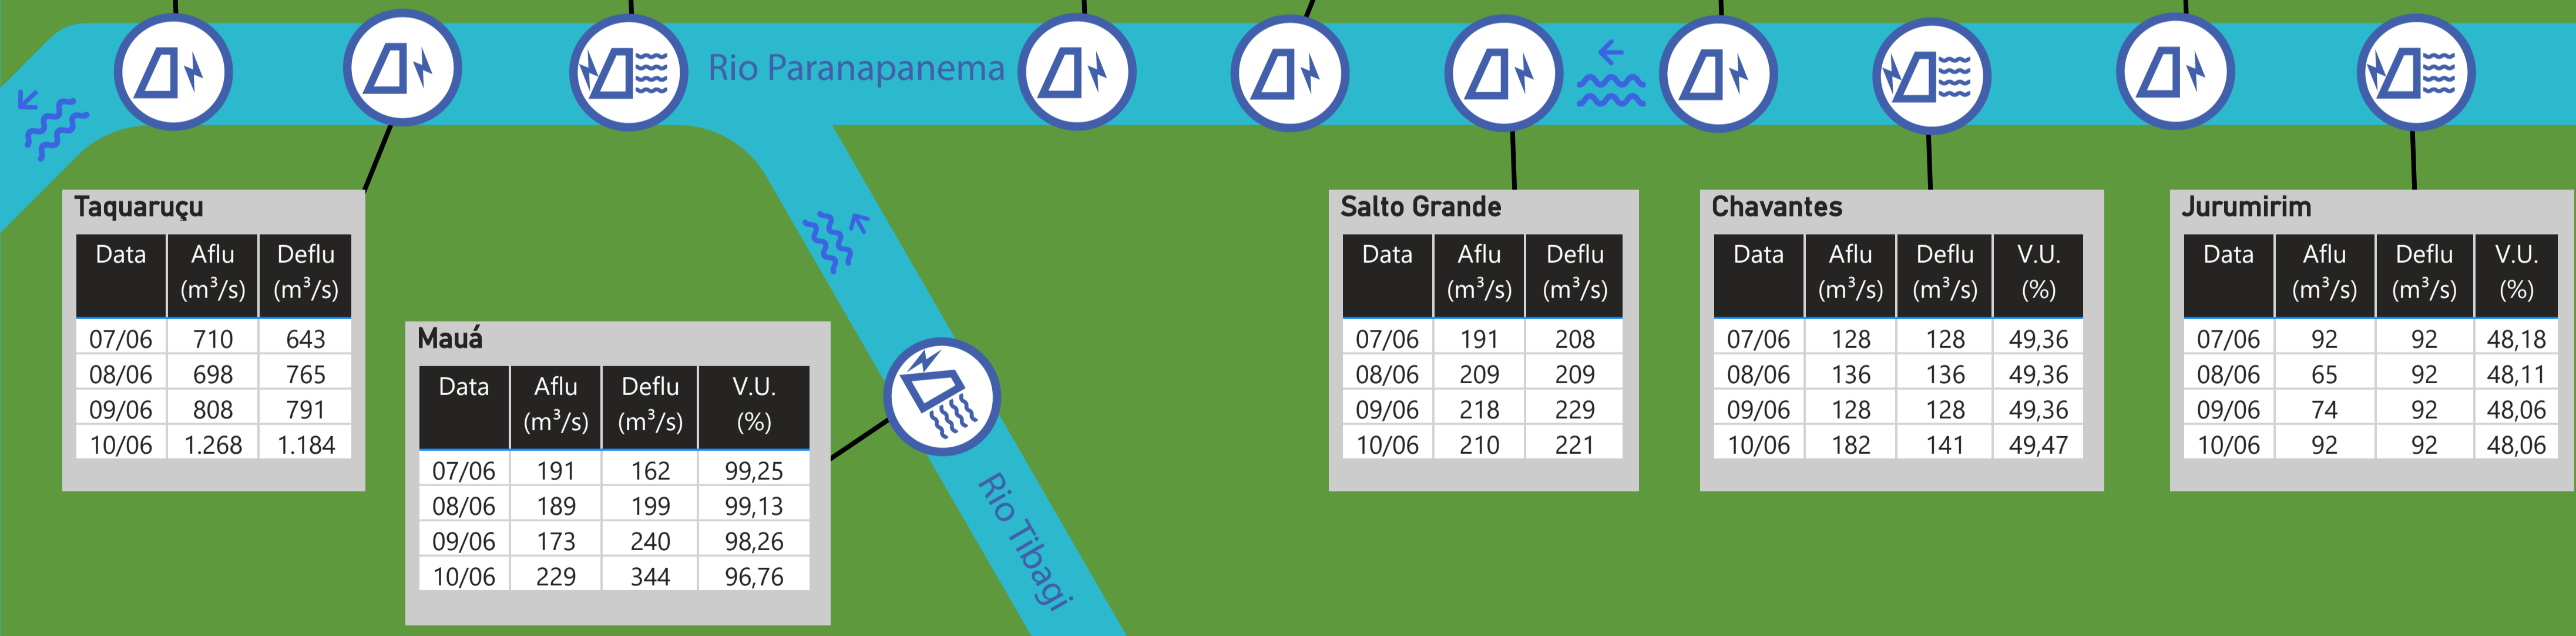 Rio Paranapanema
Taquaruçu
Data Aflu (m³/s) Deflu (m³/s)
07/06 710 643
08/06 698 765
09/06 808 791
10/06 1.268 1.184
Mauá
Data Aflu (m³/s) Deflu (m³/s) V.U. (%)
07/06 191 162 99,25
08/06 189 199 99,13
09/06 173 240 98,26
10/06 229 344 96,76
Rio Tibagi
Salto Grande
Data Aflu (m³/s) Deflu (m³/s)
07/06 191 208
08/06 209 209
09/06 218 229
10/06 210 221
Chavantes
Data Aflu (m³/s) Deflu (m³/s) V.U. (%)
07/06 128 128 49,36
08/06 136 136 49,36
09/06 128 128 49,36
10/06 182 141 49,47
Jurumirim
Data Aflu (m³/s) Deflu (m³/s) V.U. (%)
07/06 92 92 48,18
08/06 65 92 48,11
09/06 74 92 48,06
10/06 92 92 48,06